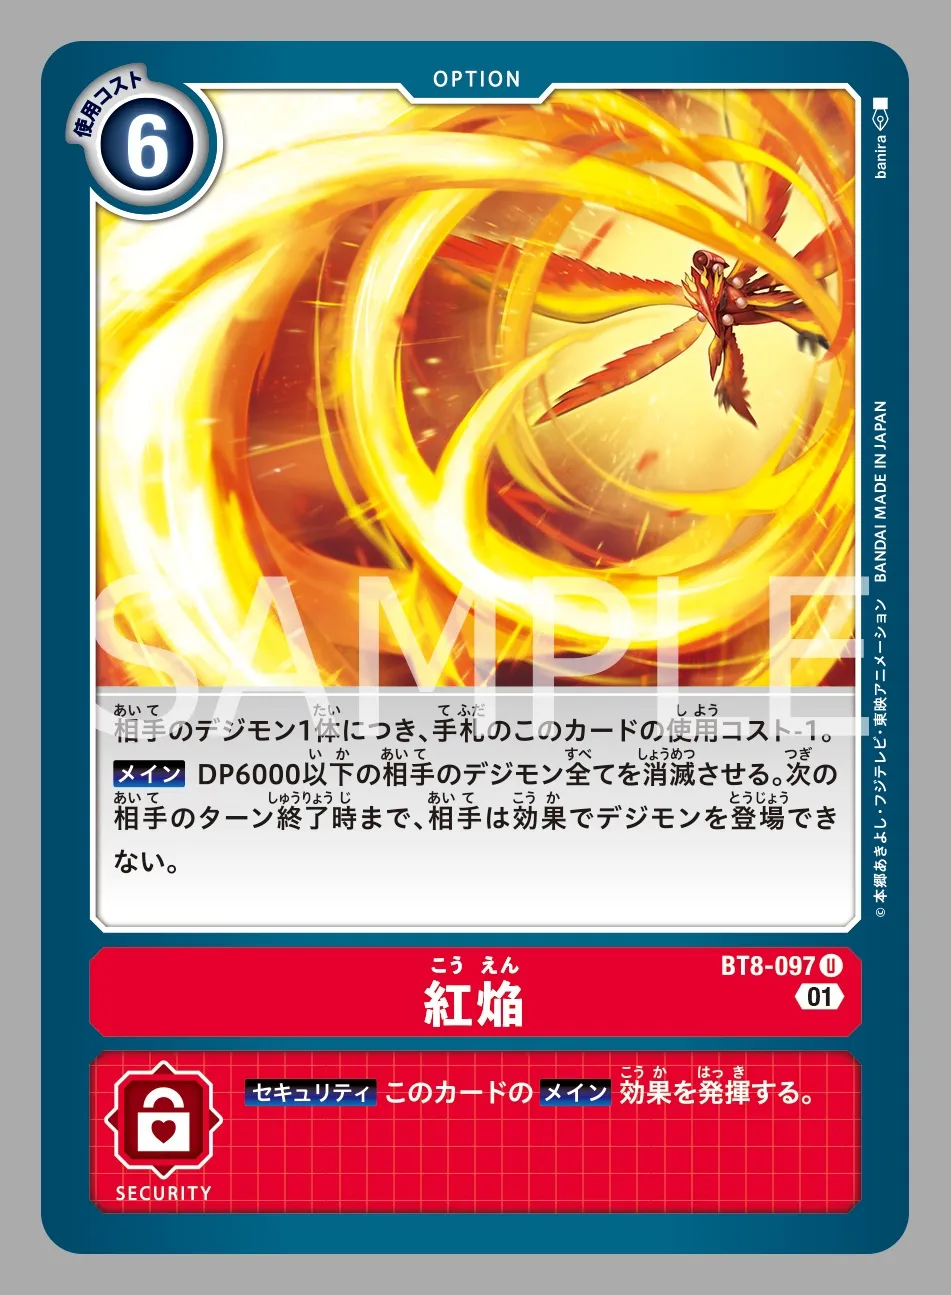 OPTION
使用コスト
6
banira
相手のデジモン1体につき、手札のこのカードの使用コスト-1。
メイン DP6000以下の相手のデジモン全てを消滅させる。次の
相手のターン終了時まで、相手は効果でデジモンを登場でき
ない。
SAMPLE
© 本郷あきよし・フジテレビ・東映アニメーション BANDAI MADE IN JAPAN
BT8-097 U
こう えん
紅焔
01
セキュリティ このカードの メイン 効果を発揮する。
SECURITY